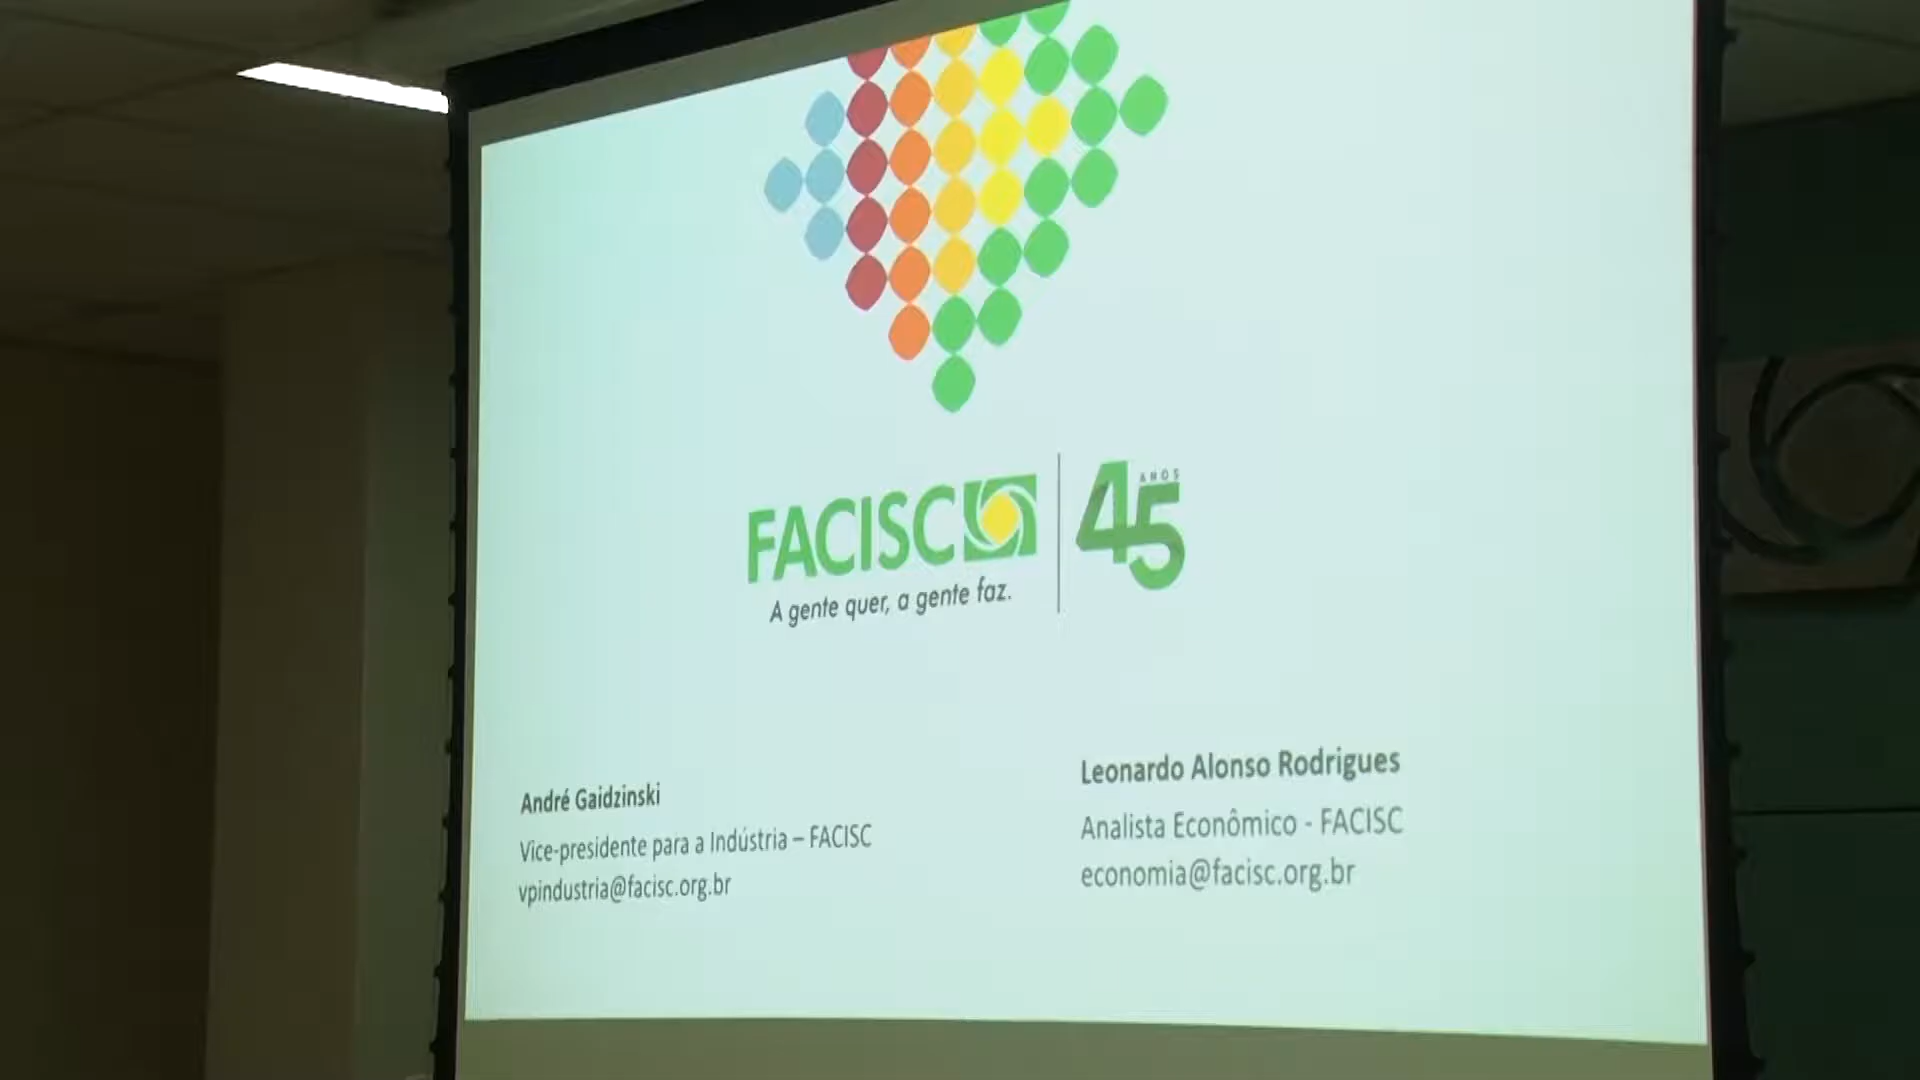 FACISC
A gente quer, a gente faz.
45
ANOS
André Gaidzinski
Vice-presidente para a Indústria – FACISC
vpindustria@facisc.org.br
Leonardo Alonso Rodrigues
Analista Econômico - FACISC
economia@facisc.org.br